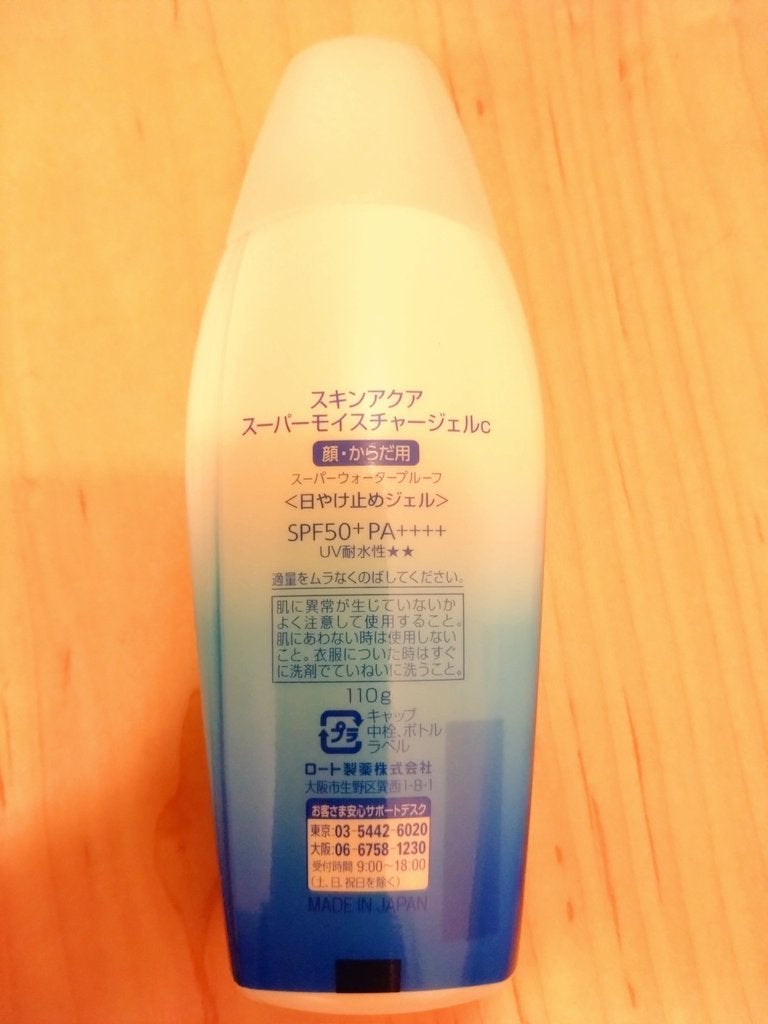 スキンアクア
スーパーモイスチャージェルc
顔・からだ用
スーパーウォータープルーフ
＜日やけ止めジェル＞
SPF50+ PA++++
UV耐水性★★
適量をムラなくのばしてください。
肌に異常が生じていないか
よく注意して使用すること。
肌にあわない時は使用しない
こと。衣服についた時はすぐ
に洗剤でていねいに洗うこと。
110g
プラ
キャップ
中栓、ボトル
ラベル
ロート製薬株式会社
大阪市生野区巽西1-8-1
お客さま安心サポートデスク
東京:03-5442-6020
大阪:06-6758-1230
受付時間 9:00～18:00
(土、日、祝日を除く)
MADE IN JAPAN